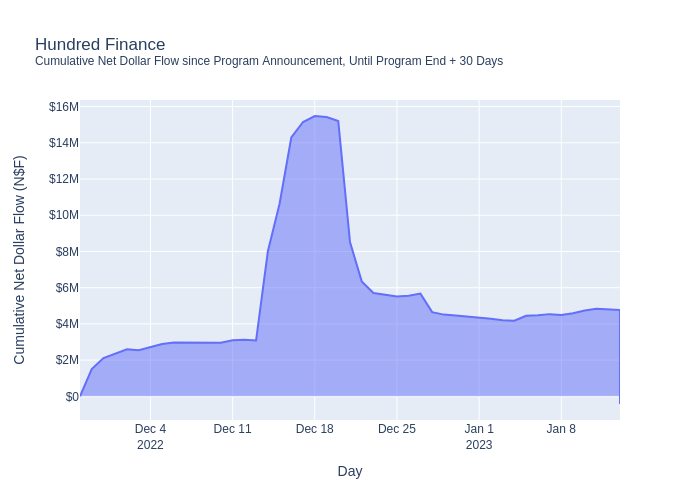 Hundred Finance
Cumulative Net Dollar Flow since Program Announcement, Until Program End + 30 Days
Cumulative Net Dollar Flow (N$F)
$16M
$14M
$12M
$10M
$8M
$6M
$4M
$2M
$0
Dec 4 Dec 11 Dec 18 Dec 25 Jan 1 Jan 8
2022 2023
Day